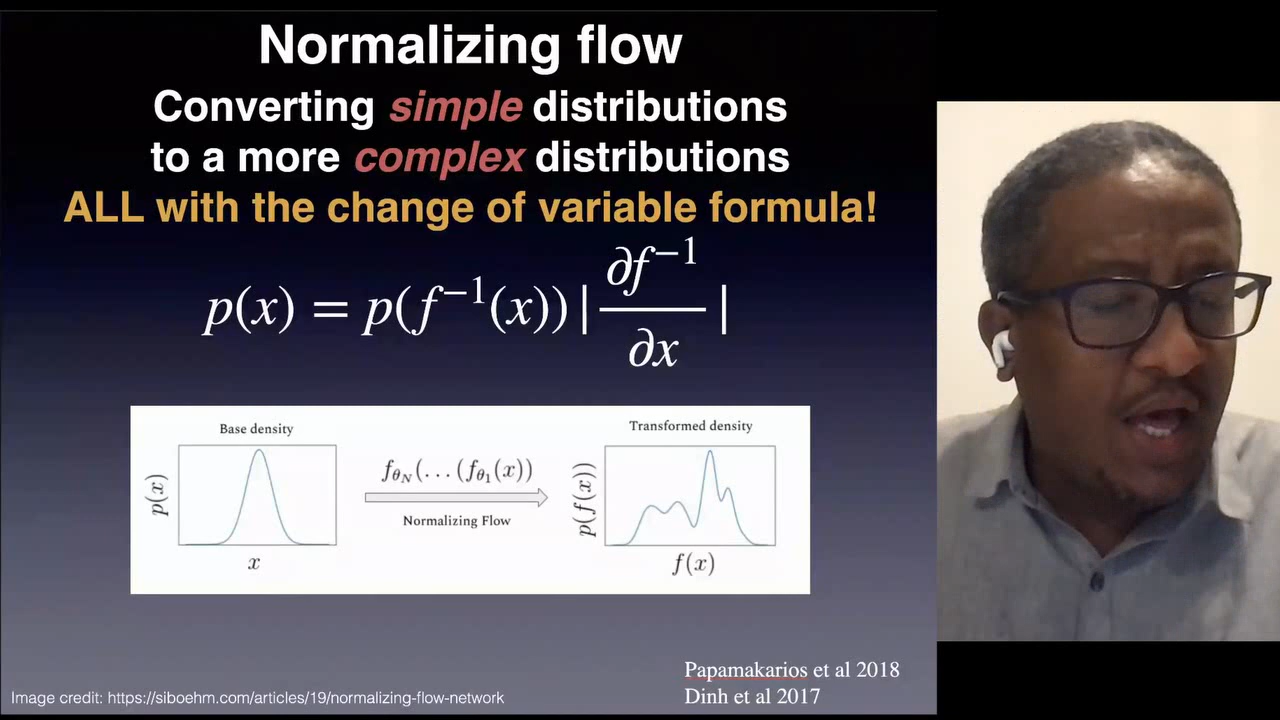 Normalizing flow
Converting simple distributions
to a more complex distributions
ALL with the change of variable formula!
p(x) = p(f⁻¹(x)) | ∂f⁻¹ / ∂x |
Base density
p(x)
x
f_{θ_N}(. . . (f_{θ_1}(x))
Normalizing Flow
Transformed density
p(f(x))
f(x)
Papamakarios et al 2018
Dinh et al 2017
Image credit: https://siboehm.com/articles/19/normalizing-flow-network